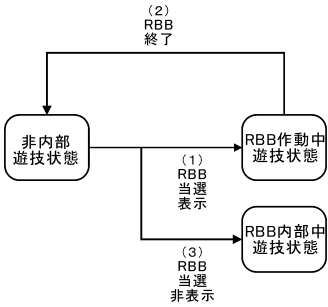 (2)
RBB
終了
非内部
遊技状態
RBB作動中
遊技状態
(1)
RBB
当選
表示
RBB内部中
遊技状態
(3)
RBB
当選
非表示